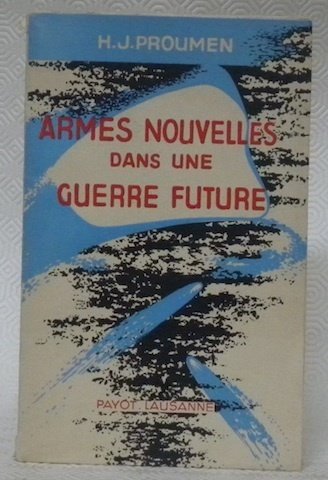 H.J.PROUMEN
ARMES NOUVELLES
DANS UNE
GUERRE FUTURE
PAYOT. LAUSANNE